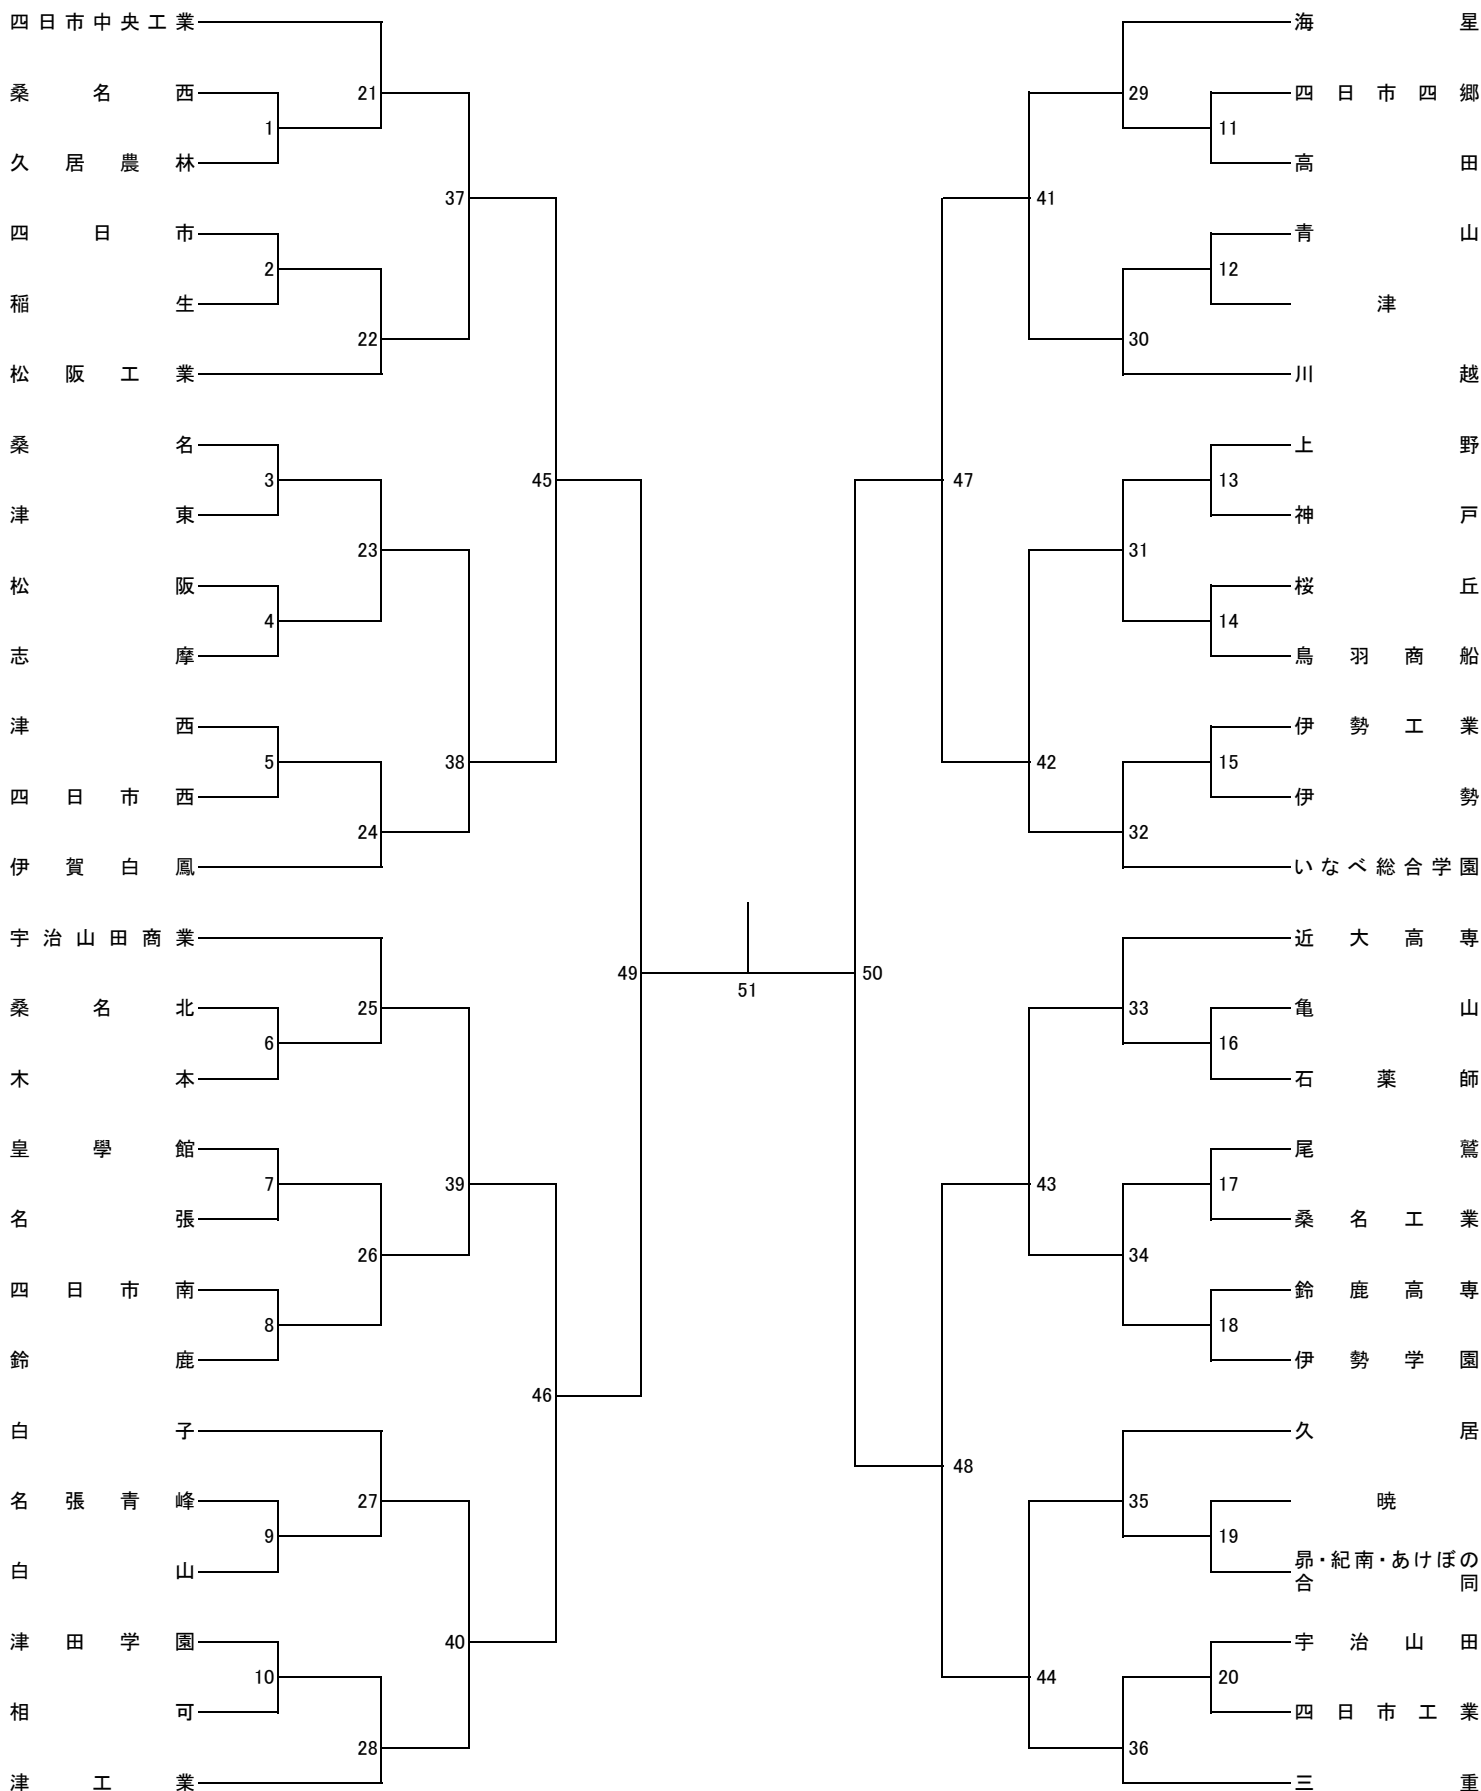 四日市中央工業
桑名西
久居農林
四日市
稲生
松阪工業
桑名
津東
松阪
志摩
津西
四日市西
伊賀白鳳
宇治山田商業
桑名北
木本
皇學館
名張
四日市南
鈴鹿
白子
名張青峰
白山
津田学園
相可
津工業
1
2
3
4
5
6
7
8
9
10
21
22
23
24
25
26
27
28
37
38
39
40
45
46
49
51
50
47
48
41
42
43
44
29
30
31
32
33
34
35
36
11
12
13
14
15
16
17
18
19
20
海星
四日市四郷
高田
青山
津
川越
上野
神戸
桜丘
鳥羽商船
伊勢工業
伊勢
いなべ総合学園
近大高専
亀山
石薬師
尾鷲
桑名工業
鈴鹿高専
伊勢学園
久居
暁
昴・紀南・あけぼの
合同
宇治山田
四日市工業
三重